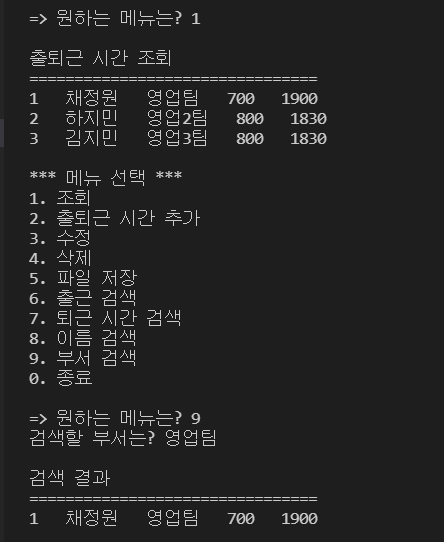 => 원하는 메뉴는? 1
출퇴근 시간 조회
================================
1 채정원 영업팀 700 1900
2 하지민 영업2팀 800 1830
3 김지민 영업3팀 800 1830
*** 메뉴 선택 ***
1. 조회
2. 출퇴근 시간 추가
3. 수정
4. 삭제
5. 파일 저장
6. 출근 검색
7. 퇴근 시간 검색
8. 이름 검색
9. 부서 검색
0. 종료
=> 원하는 메뉴는? 9
검색할 부서는? 영업팀
검색 결과
================================
1 채정원 영업팀 700 1900